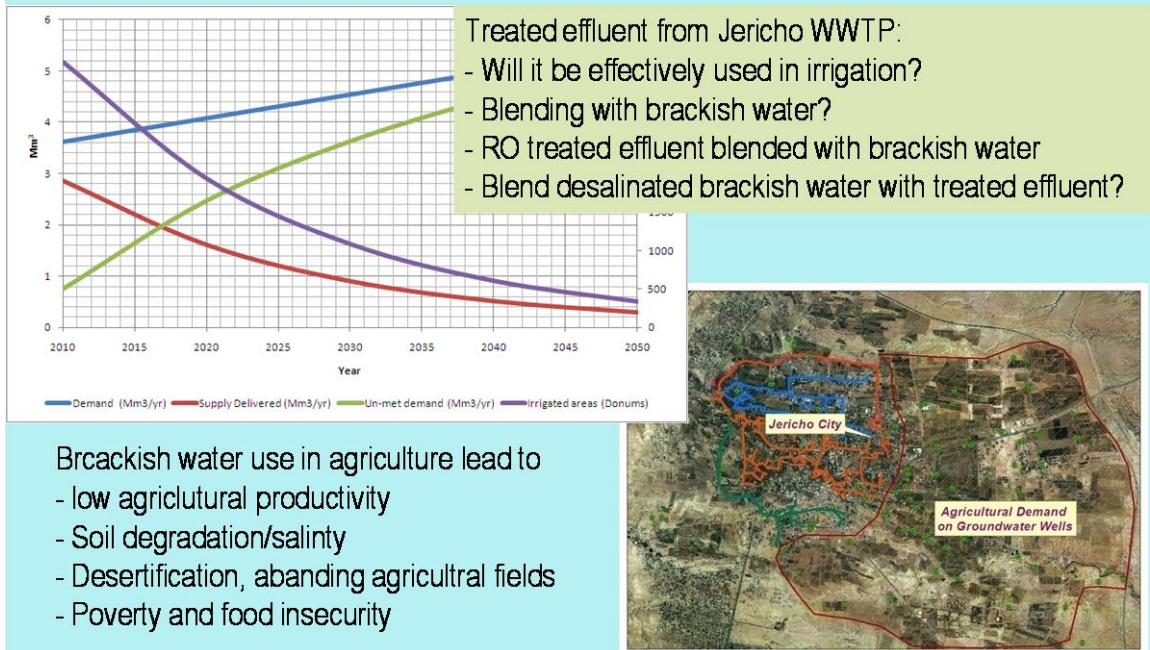 Treated effluent from Jericho WWTP:
- Will it be effectively used in irrigation?
- Blending with brackish water?
- RO treated effluent blended with brackish water
- Blend desalinated brackish water with treated effluent?
6
5
4
3
2
1
0
Mm³
1500
1000
500
0
2010 2015 2020 2025 2030 2035 2040 2045 2050
Year
Demand (Mm3/yr) Supply Delivered (Mm3/yr) Un-met demand (Mm3/yr) Irrigated areas (Donums)
Brcackish water use in agriculture lead to
- low agriclutural productivity
- Soil degradation/salinty
- Desertification, abanding agricultral fields
- Poverty and food insecurity
Jericho City
Agricultural Demand
on Groundwater Wells